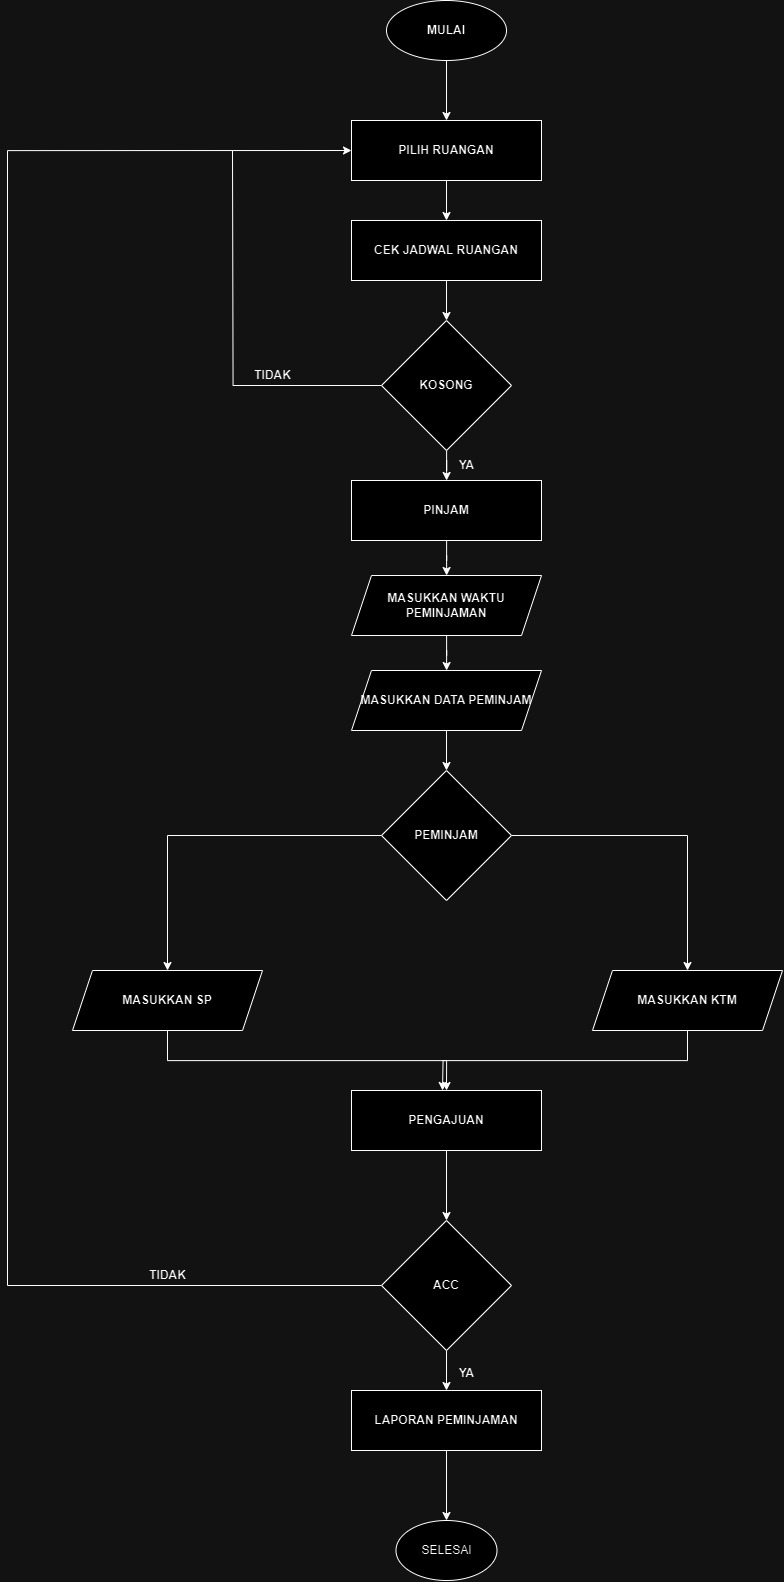 MULAI
PILIH RUANGAN
CEK JADWAL RUANGAN
TIDAK
KOSONG
YA
PINJAM
MASUKKAN WAKTU
PEMINJAMAN
MASUKKAN DATA PEMINJAM
PEMINJAM
MASUKKAN SP
MASUKKAN KTM
PENGAJUAN
TIDAK
ACC
YA
LAPORAN PEMINJAMAN
SELESAI